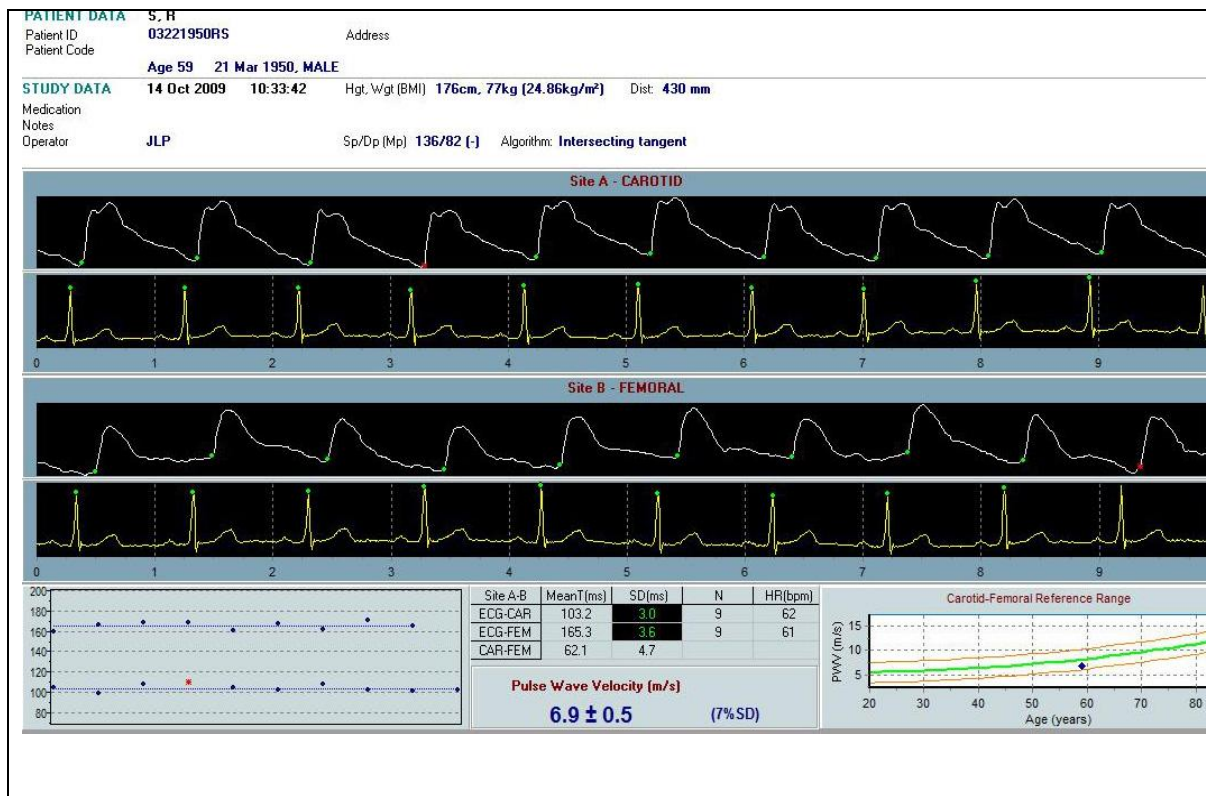 PATIENT DATA S, R
Patient ID 03221950RS Address
Patient Code
Age 59 21 Mar 1950, MALE
STUDY DATA 14 Oct 2009 10:33:42 Hgt, Wgt (BMI) 176cm, 77kg (24.86kg/m²) Dist: 430 mm
Medication
Notes
Operator JLP Sp/Dp (Mp) 136/82 (-) Algorithm: Intersecting tangent
Site A - CAROTID
0 1 2 3 4 5 6 7 8 9
Site B - FEMORAL
0 1 2 3 4 5 6 7 8 9
200
180
160
140
120
100
80
Site A-B MeanT(ms) SD(ms) N HR(bpm)
ECG-CAR 103.2 3.0 9 62
ECG-FEM 165.3 3.6 9 61
CAR-FEM 62.1 4.7
Pulse Wave Velocity (m/s)
6.9 ± 0.5 (7%SD)
Carotid-Femoral Reference Range
PWV (m/s)
15
10
5
20 30 40 50 60 70 80
Age (years)